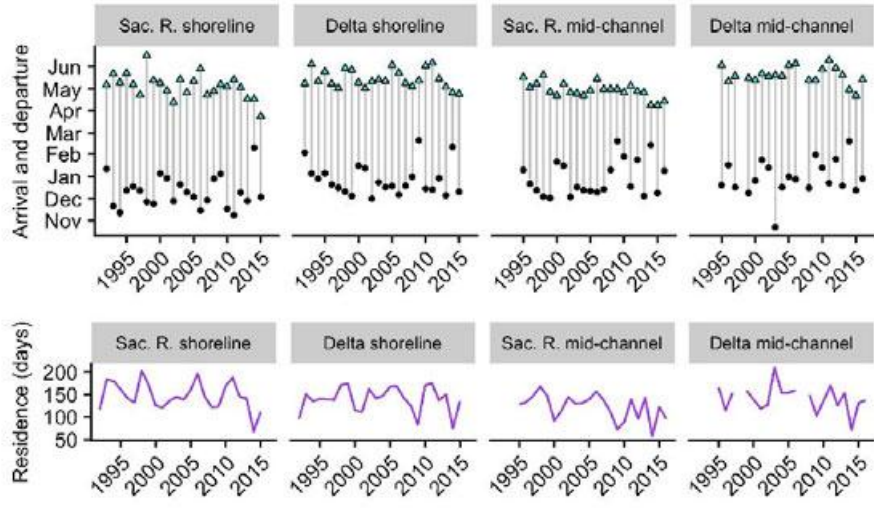 Sac. R. shoreline Delta shoreline Sac. R. mid-channel Delta mid-channel
Arrival and departure
Jun
May
Apr
Mar
Feb
Jan
Dec
Nov
1995 2000 2005 2010 2015 1995 2000 2005 2010 2015 1995 2000 2005 2010 2015 1995 2000 2005 2010 2015
Sac. R. shoreline Delta shoreline Sac. R. mid-channel Delta mid-channel
Residence (days)
200
150
100
50
1995 2000 2005 2010 2015 1995 2000 2005 2010 2015 1995 2000 2005 2010 2015 1995 2000 2005 2010 2015